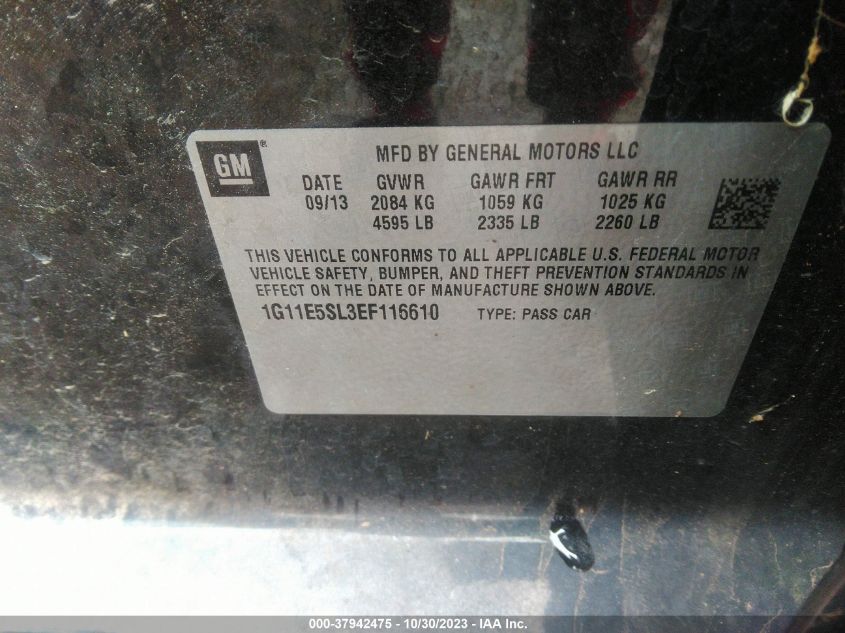 GM ®
MFD BY GENERAL MOTORS LLC
DATE GVWR GAWR FRT GAWR RR
09/13 2084 KG 1059 KG 1025 KG
4595 LB 2335 LB 2260 LB
THIS VEHICLE CONFORMS TO ALL APPLICABLE U.S. FEDERAL MOTOR
VEHICLE SAFETY, BUMPER, AND THEFT PREVENTION STANDARDS IN
EFFECT ON THE DATE OF MANUFACTURE SHOWN ABOVE.
1G11E5SL3EF116610 TYPE: PASS CAR
000-37942475 - 10/30/2023 - IAA Inc.